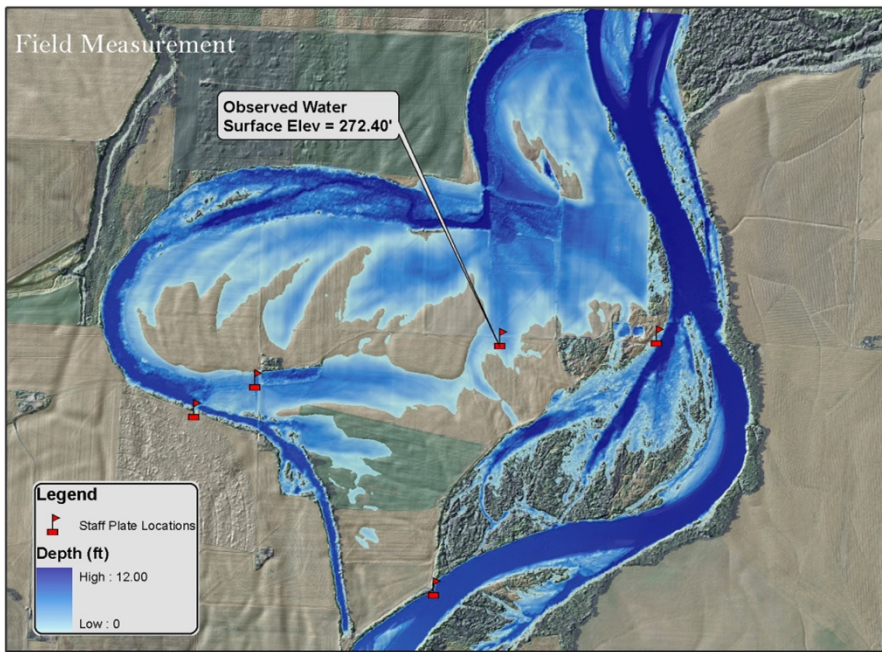 Field Measurement
Observed Water
Surface Elev = 272.40'
Legend
Staff Plate Locations
Depth (ft)
High : 12.00
Low : 0